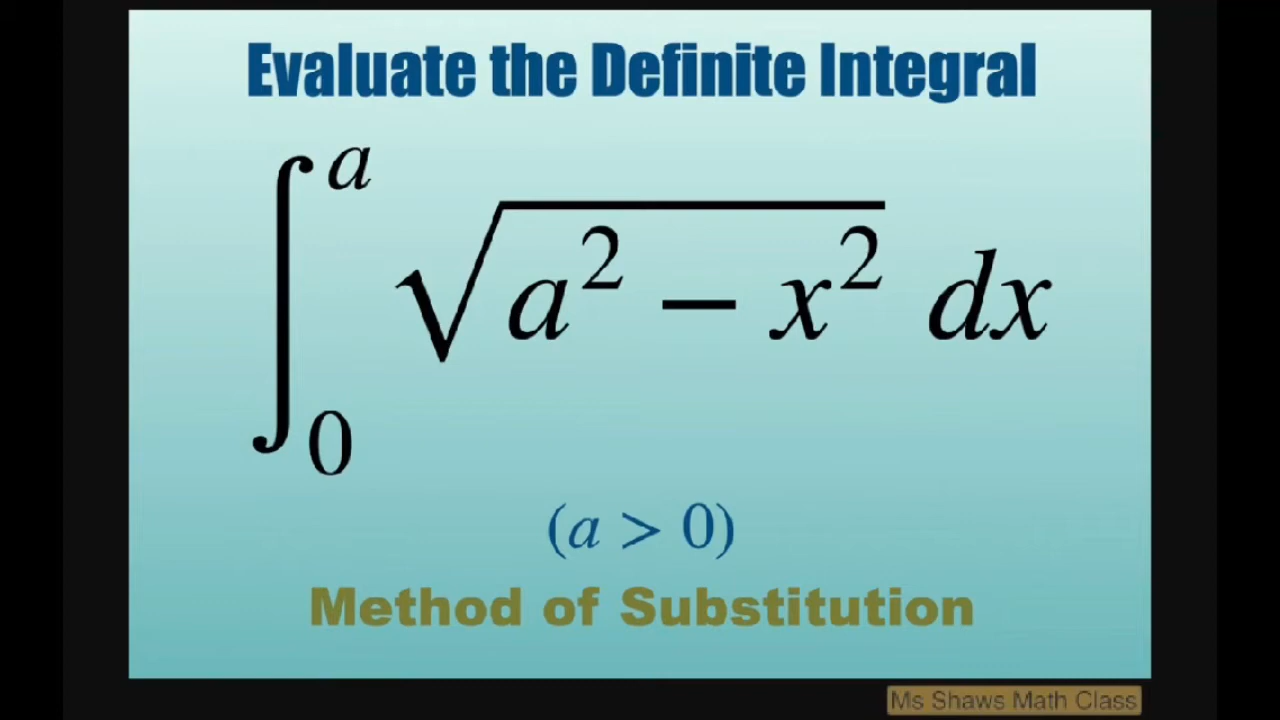 Evaluate the Definite Integral
∫₀ᵃ √(a² − x²) dx
(a > 0)
Method of Substitution
Ms Shaws Math Class